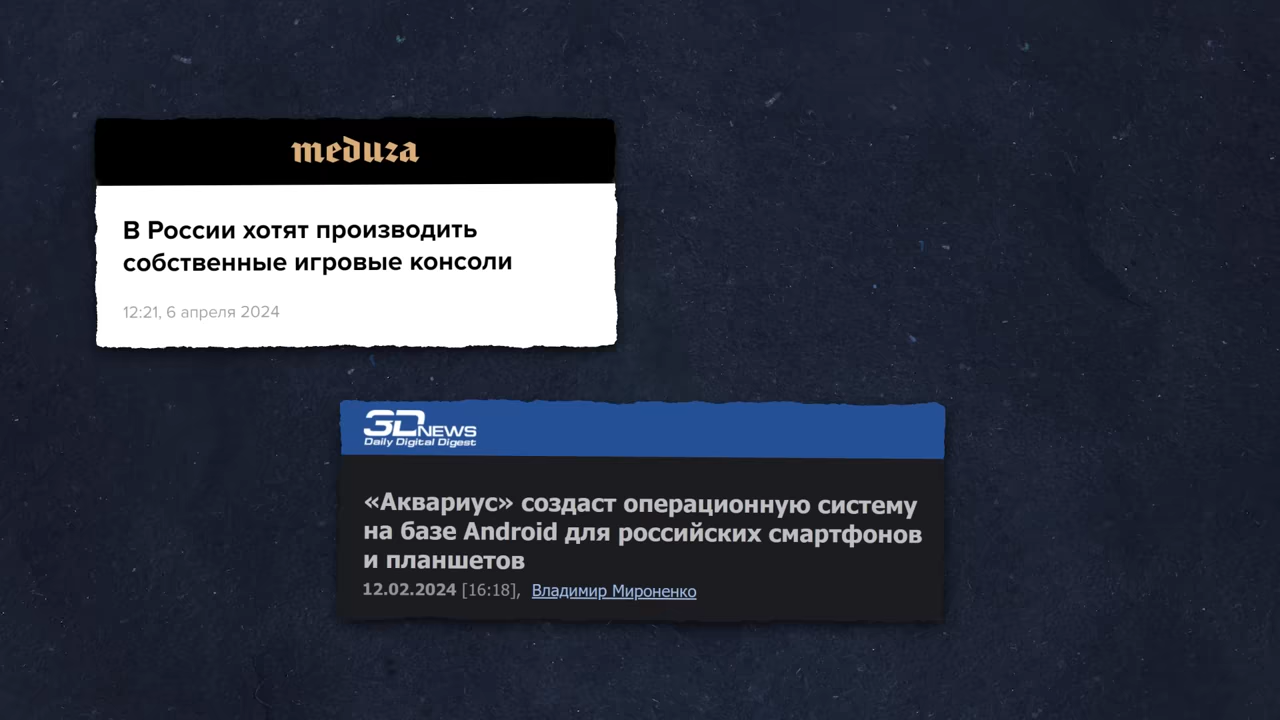 meduza
В России хотят производить
собственные игровые консоли
12:21, 6 апреля 2024
3DNEWS
Daily Digital Digest
«Аквариус» создаст операционную систему
на базе Android для российских смартфонов
и планшетов
12.02.2024 [16:18], Владимир Мироненко